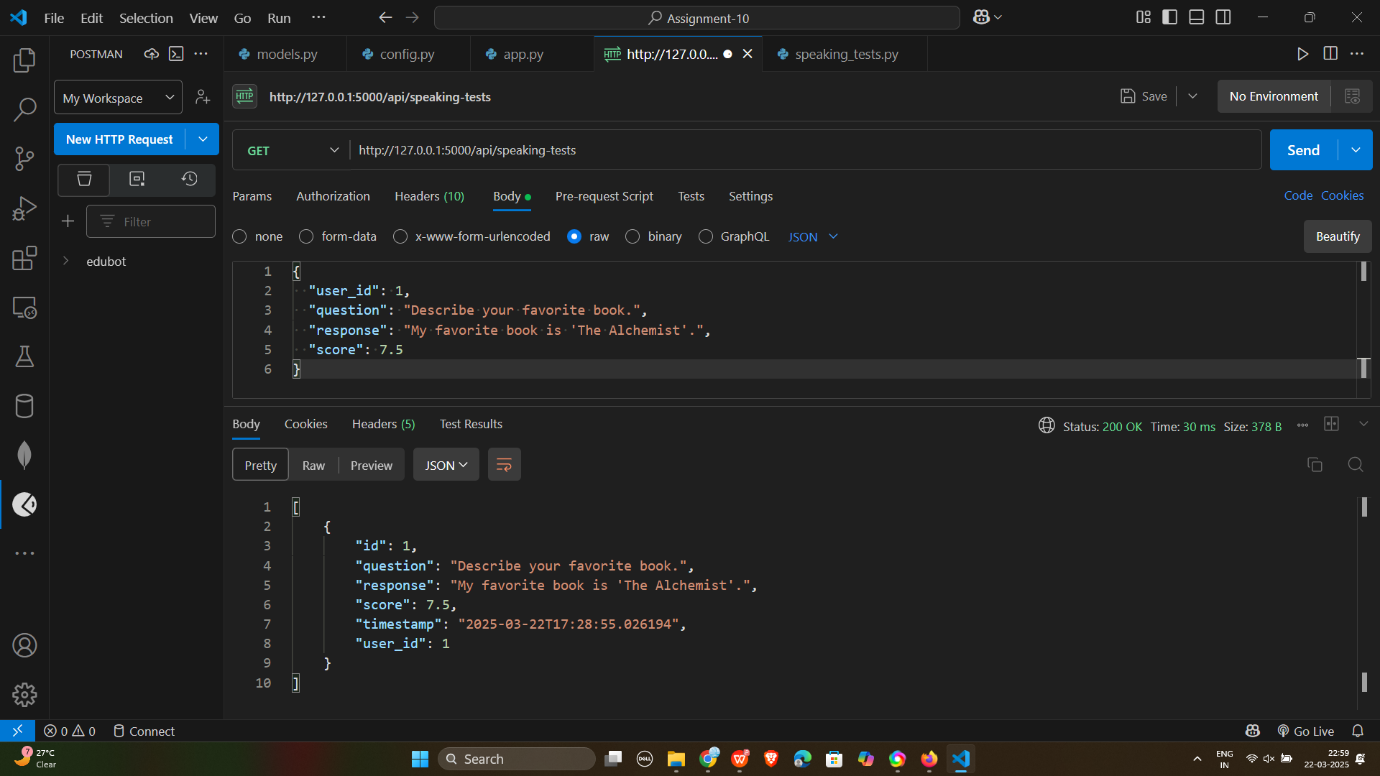 File Edit Selection View Go Run ··· Assignment-10
POSTMAN ···
models.py config.py app.py http://127.0.0.... speaking_tests.py ···
My Workspace
HTTP http://127.0.0.1:5000/api/speaking-tests Save No Environment
New HTTP Request
GET http://127.0.0.1:5000/api/speaking-tests Send
Params Authorization Headers (10) Body Pre-request Script Tests Settings Code Cookies
Filter
none form-data x-www-form-urlencoded raw binary GraphQL JSON Beautify
edubot
1 {
2 "user_id": 1,
3 "question": "Describe your favorite book.",
4 "response": "My favorite book is 'The Alchemist'.",
5 "score": 7.5
6 }
Body Cookies Headers (5) Test Results Status: 200 OK Time: 30 ms Size: 378 B ···
Pretty Raw Preview JSON
1 [
2 {
3 "id": 1,
4 "question": "Describe your favorite book.",
5 "response": "My favorite book is 'The Alchemist'.",
6 "score": 7.5,
7 "timestamp": "2025-03-22T17:28:55.026194",
8 "user_id": 1
9 }
10 ]
0 0 Connect Go Live
27°C
Clear
Search
DELL
ENG
IN
22:59
22-03-2025